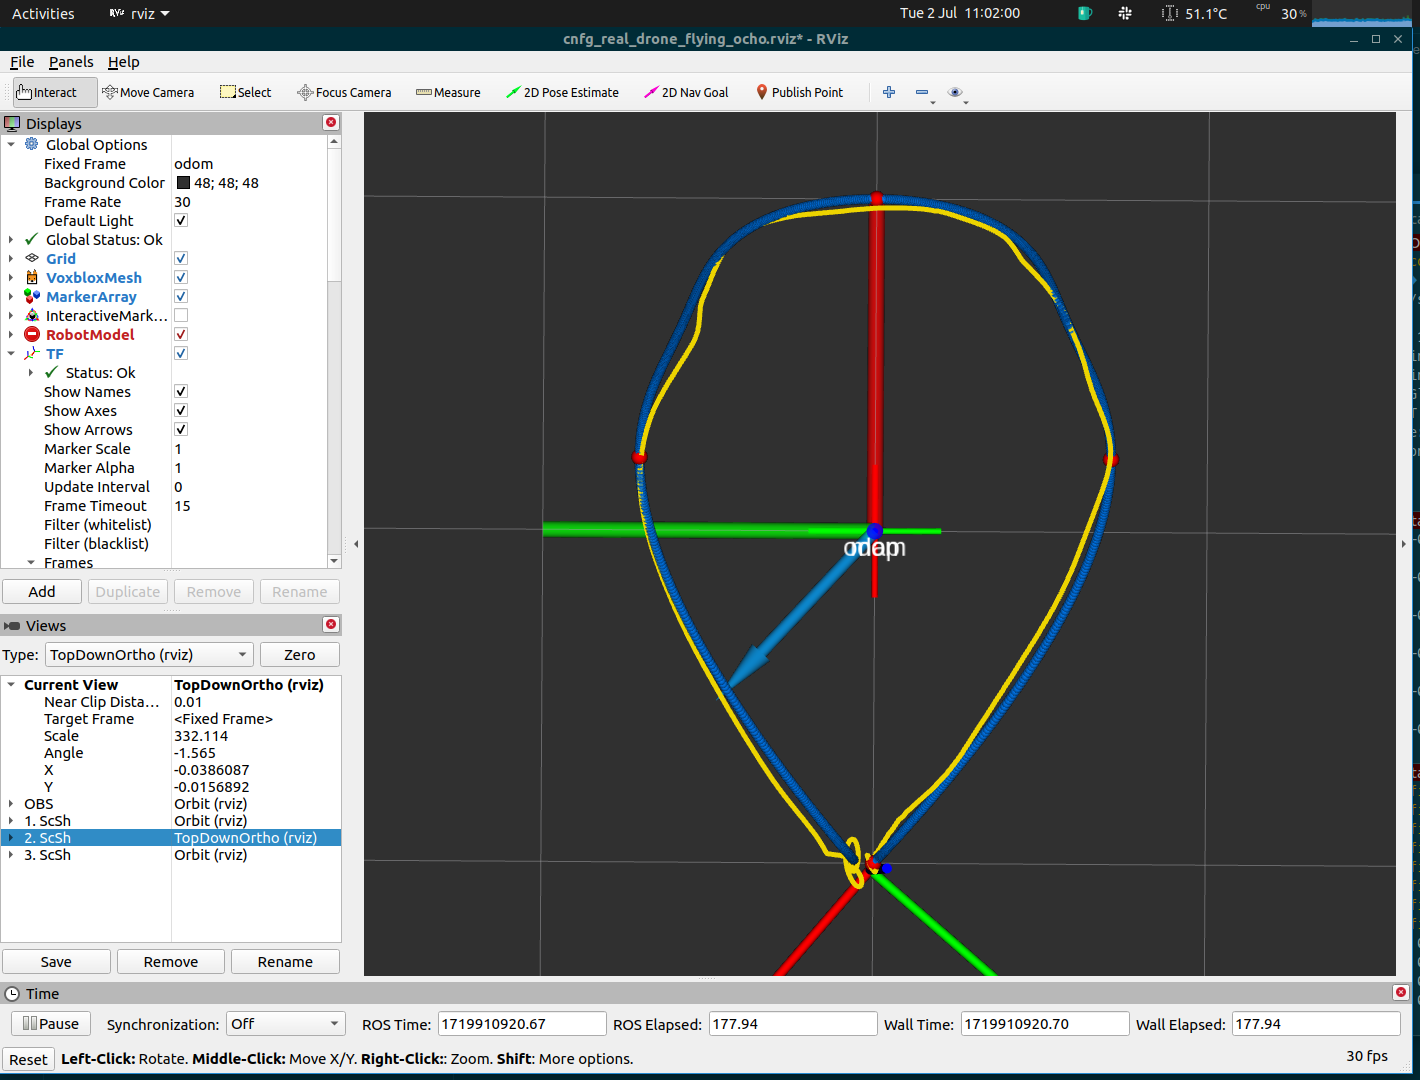 Activities rviz Tue 2 Jul 11:02:00 51.1°C cpu 30%
cnfg_real_drone_flying_ocho.rviz* - RViz
File Panels Help
Interact Move Camera Select Focus Camera Measure 2D Pose Estimate 2D Nav Goal Publish Point
Displays
Global Options
Fixed Frame odom
Background Color 48; 48; 48
Frame Rate 30
Default Light
Global Status: Ok
Grid
VoxbloxMesh
MarkerArray
InteractiveMark...
RobotModel
TF
Status: Ok
Show Names
Show Axes
Show Arrows
Marker Scale 1
Marker Alpha 1
Update Interval 0
Frame Timeout 15
Filter (whitelist)
Filter (blacklist)
Frames
Add Duplicate Remove Rename
Views
Type: TopDownOrtho (rviz) Zero
Current View TopDownOrtho (rviz)
Near Clip Dista... 0.01
Target Frame <Fixed Frame>
Scale 332.114
Angle -1.565
X -0.0386087
Y -0.0156892
OBS Orbit (rviz)
1. ScSh Orbit (rviz)
2. ScSh TopDownOrtho (rviz)
3. ScSh Orbit (rviz)
Save Remove Rename
Time
Pause Synchronization: Off ROS Time: 1719910920.67 ROS Elapsed: 177.94 Wall Time: 1719910920.70 Wall Elapsed: 177.94
Reset Left-Click: Rotate. Middle-Click: Move X/Y. Right-Click:: Zoom. Shift: More options. 30 fps